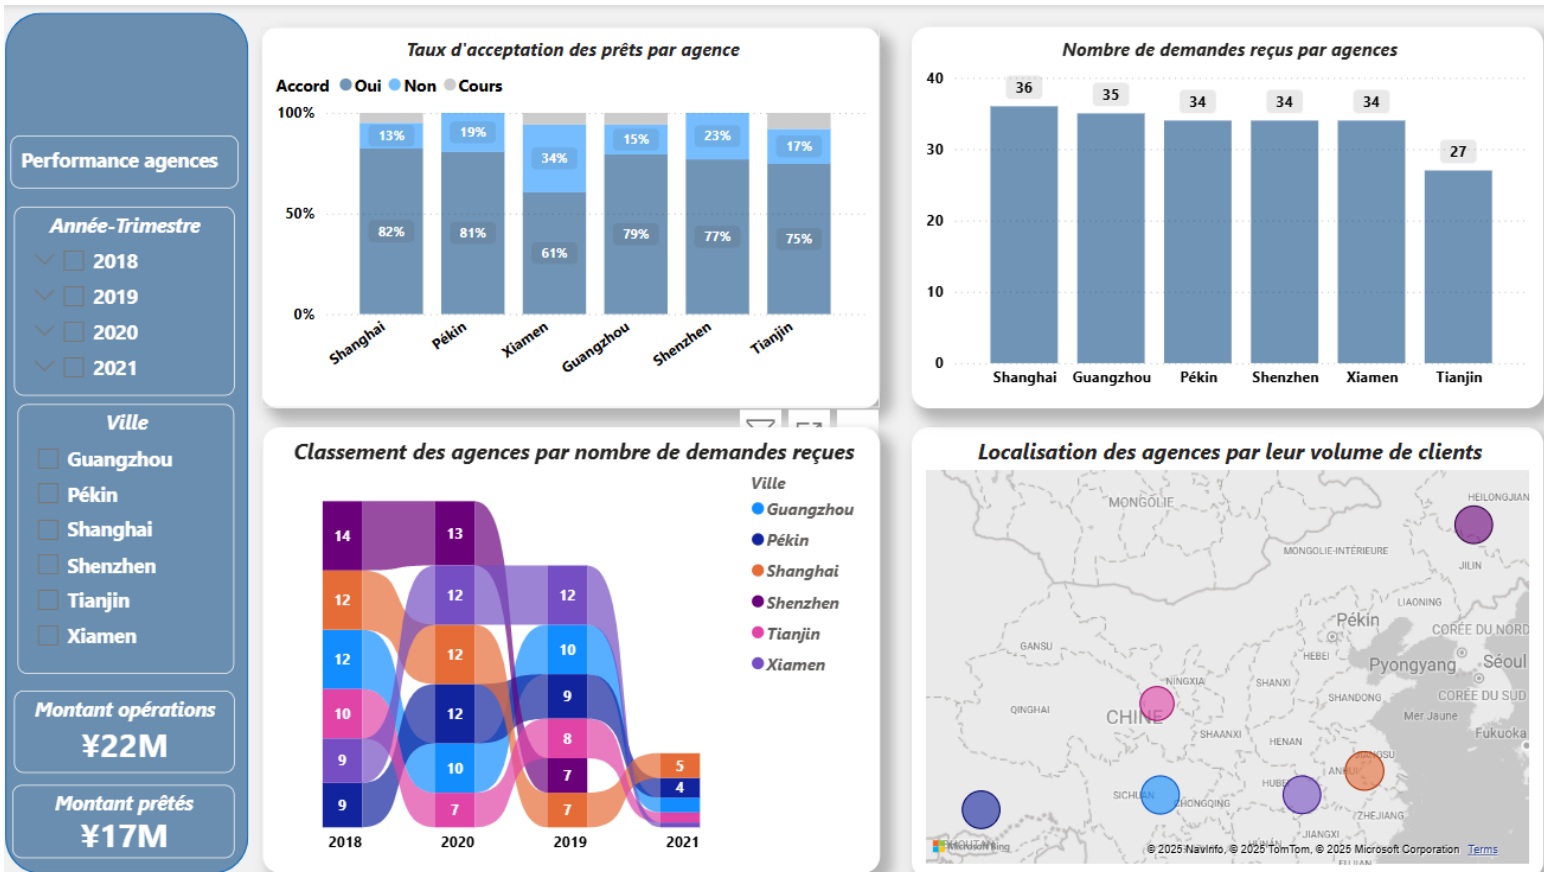 Performance agences
Année-Trimestre
2018
2019
2020
2021
Ville
Guangzhou
Pékin
Shanghai
Shenzhen
Tianjin
Xiamen
Montant opérations
¥22M
Montant prêtés
¥17M
Taux d'acceptation des prêts par agence
Accord Oui Non Cours
100%
50%
0%
13% 19% 34% 15% 23% 17%
82% 81% 61% 79% 77% 75%
Shanghai Pékin Xiamen Guangzhou Shenzhen Tianjin
Nombre de demandes reçus par agences
40
30
20
10
0
36 35 34 34 34 27
Shanghai Guangzhou Pékin Shenzhen Xiamen Tianjin
Classement des agences par nombre de demandes reçues
Ville
Guangzhou
Pékin
Shanghai
Shenzhen
Tianjin
Xiamen
14
12
12
10
9
9
13
12
12
12
10
7
12
10
9
8
7
7
5
4
2018 2020 2019 2021
Localisation des agences par leur volume de clients
HEILONGJIAN
MONGOLIE
MONGOLIE-INTÉRIEURE
JILIN
LIAONING
Pékin
CORÉE DU NORD
GANSU
HEBEI
Pyongyang
Séoul
NINGXIA
SHANXI
SHANDONG
CORÉE DU SUD
QINGHAI
CHINE
Mer Jaune
SHAANXI
HENAN
Fukuoka
SICHUAN
CHONGQING
ZHEJIANG
JIANGXI
Microsoft Bing
© 2025 NavInfo, © 2025 TomTom, © 2025 Microsoft Corporation Terms